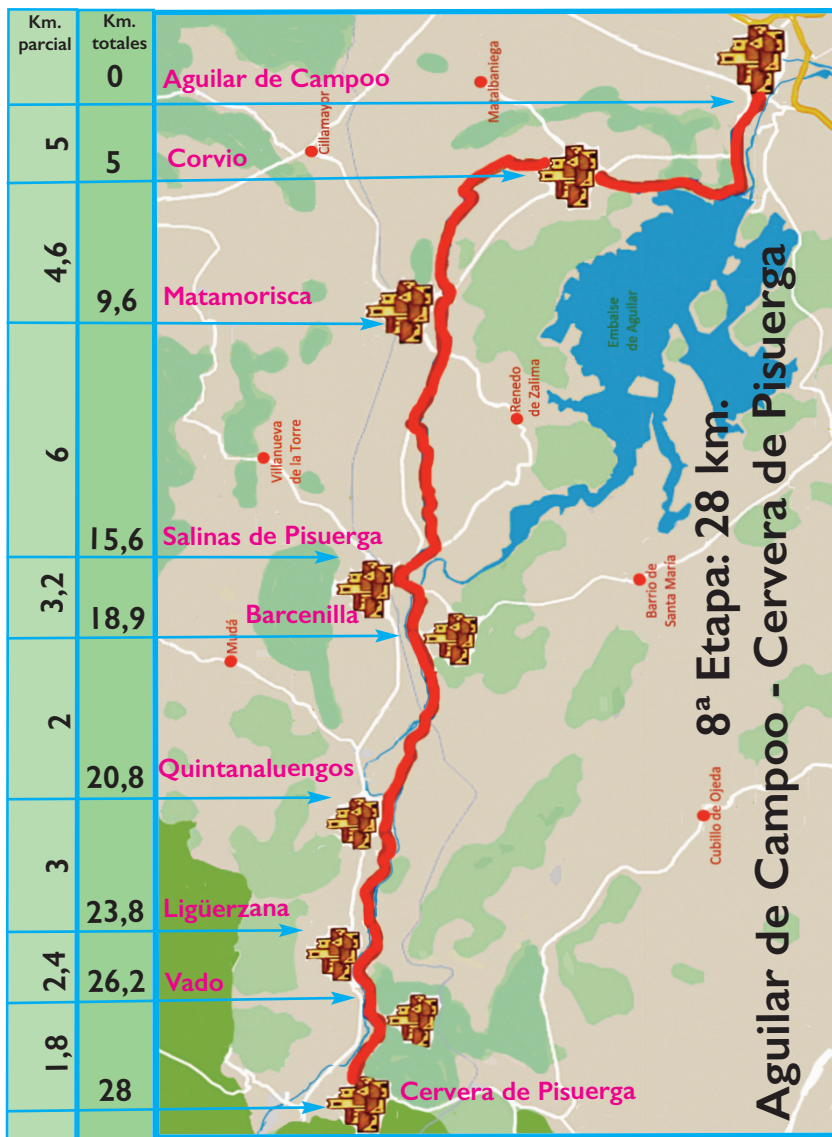 Km.
parcial
Km.
totales
0
Aguilar de Campoo
5
5
Corvio
4,6
9,6
Matamorisca
6
15,6
Salinas de Pisuerga
3,2
18,9
Barcenilla
2
20,8
Quintanaluengos
3
23,8
Ligüerzana
2,4
26,2
Vado
1,8
28
Cervera de Pisuerga
Cillamayor
Matalbaniega
Villanueva
de la Torre
Renedo
de Zalima
Embalse
de Aguilar
Mudá
Barrio de
Santa María
Cubillo de Ojeda
8ª Etapa: 28 km.
Aguilar de Campoo - Cervera de Pisuerga